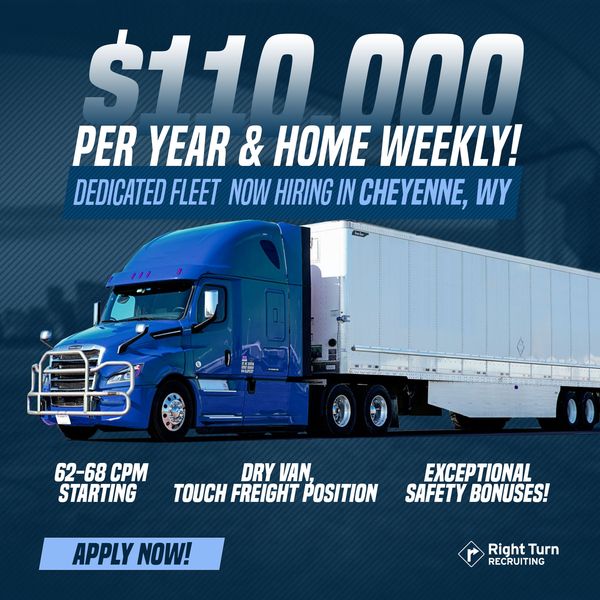 $110,000
PER YEAR & HOME WEEKLY!
DEDICATED FLEET NOW HIRING IN CHEYENNE, WY
62-68 CPM
STARTING
DRY VAN,
TOUCH FREIGHT POSITION
EXCEPTIONAL
SAFETY BONUSES!
APPLY NOW!
Right Turn
RECRUITING